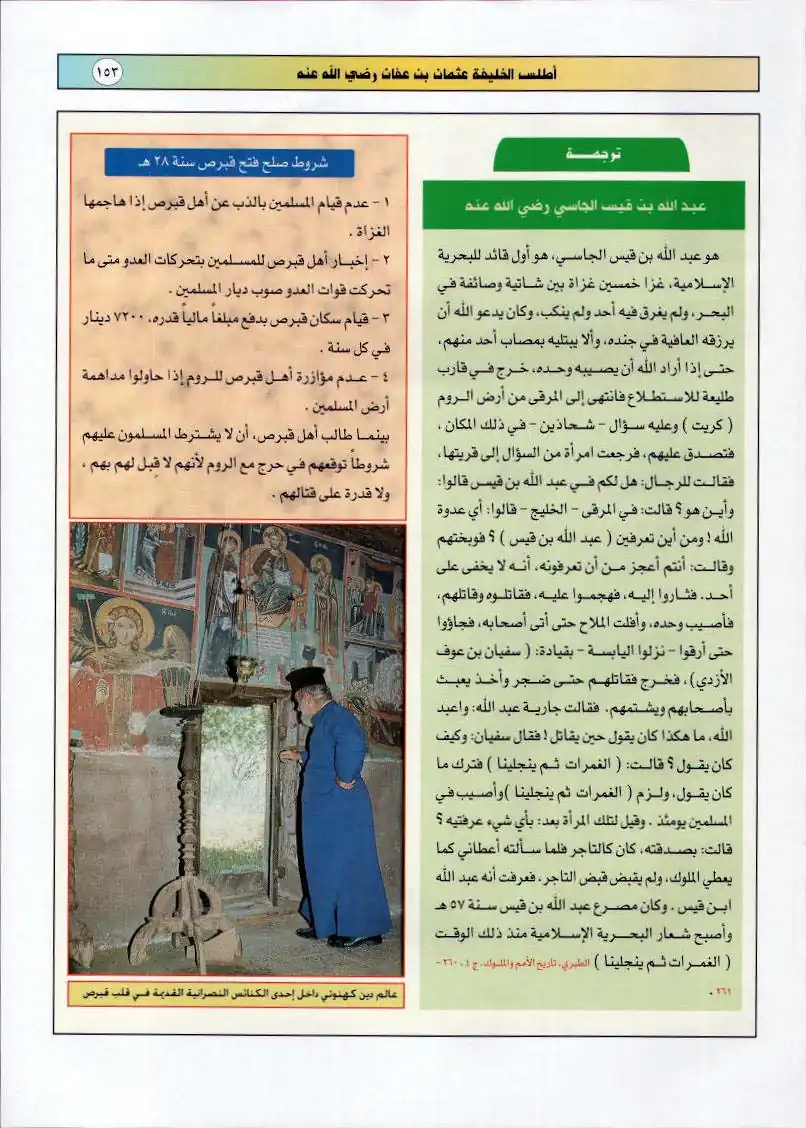 أطلس الخليفة عثمان بن عفان رضي الله عنه
١٥٣
ترجمـــة
عبد الله بن قيس الجاسي رضي الله عنه
هو عبد الله بن قيس الجاسي، هو أول قائد للبحرية
الإسلامية، غزا خمسين غزاة بين شاتية وصائفة في
البحر، ولم يغرق فيه أحد ولم ينكب، وكان يدعو الله أن
يرزقه العافية في جنده، وألا يبتليه بمصاب أحد منهم،
حتى إذا أراد الله أن يصيبه وحده، خرج في قارب
طليعة للاستطلاع فانتهى إلى المرقى من أرض الروم
( كريت ) وعليه سؤال - شحاذين - في ذلك المكان ،
فتصدق عليهم، فرجعت امرأة من السؤال إلى قريتها،
فقالت للرجال: هل لكم في عبد الله بن قيس قالوا:
وأين هو ؟ قالت: في المرقى - الخليج - قالوا: أي عدوة
الله ! ومن أين تعرفين ( عبد الله بن قيس ) ؟ فوبختهم
وقالت: أنتم أعجز من أن تعرفونه، أنه لا يخفى على
أحد. فثاروا إليه، فهجموا عليه، فقاتلوه وقاتلهم،
فأصيب وحده، وأفلت الملاح حتى أتى أصحابه، فجاؤوا
حتى أرقوا - نزلوا اليابسة - بقيادة: ( سفيان بن عوف
الأزدي)، فخرج فقاتلهم حتى ضجر وأخذ يعبث
بأصحابهم ويشتمهم. فقالت جارية عبد الله: واعبد
الله، ما هكذا كان يقول حين يقاتل ! فقال سفيان: وكيف
كان يقول ؟ قالت: ( الغمرات ثم ينجلينا ) فترك ما
كان يقول، ولزم ( الغمرات ثم ينجلينا )وأصيب في
المسلمين يومئذ . وقيل لتلك المرأة بعد: بأي شيء عرفتيه ؟
قالت: بصدقته، كان كالتاجر فلما سألته أعطاني كما
يعطي الملوك، ولم يقبض قبض التاجر، فعرفت أنه عبد الله
ابن قيس . وكان مصرع عبد الله بن قيس سنة ٥٧ هـ
وأصبح شعار البحرية الإسلامية منذ ذلك الوقت
( الغمرات ثم ينجلينا ) الطبري، تاريخ الأمم والملوك، ج ٤، ٢٦٠ -
٢٦١ .
شروط صلح فتح قبرص سنة ٢٨ هـ
١ - عدم قيام المسلمين بالذب عن أهل قبرص إذا هاجمها
الغزاة .
٢ - إخبار أهل قبرص للمسلمين بتحركات العدو متى ما
تحركت قوات العدو صوب ديار المسلمين .
٣ - قيام سكان قبرص بدفع مبلغاً مالياً قدره، ٧٢٠٠ دينار
في كل سنة .
٤ - عدم مؤازرة أهل قبرص للروم إذا حاولوا مداهمة
أرض المسلمين .
بينما طالب أهل قبرص، أن لا يشترط المسلمون عليهم
شروطاً توقعهم في حرج مع الروم لأنهم لا قِبل لهم بهم ،
ولا قدرة على قتالهم .
عالم دين كهنوتي داخل إحدى الكنائس النصرانية القديمة في قلب قبرص